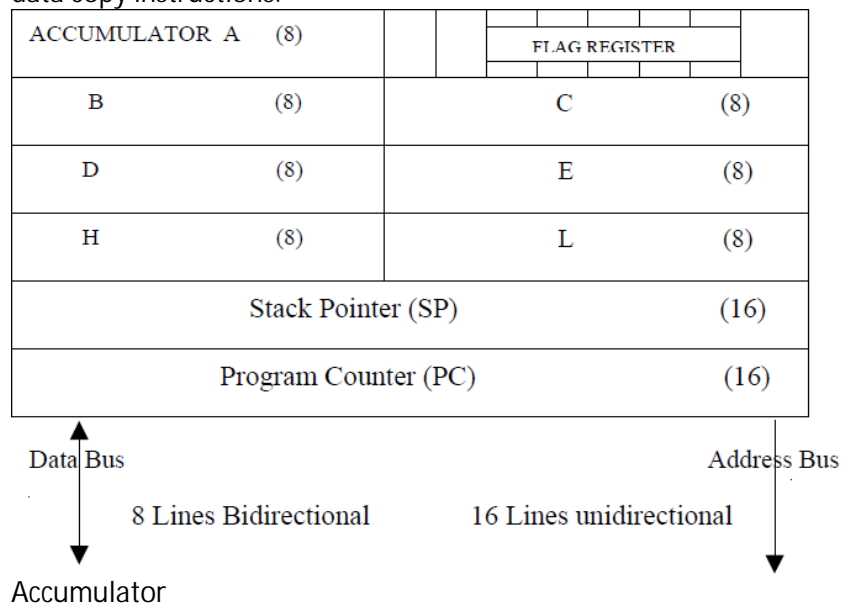 data copy instructions.
ACCUMULATOR A (8) FLAG REGISTER
B (8) C (8)
D (8) E (8)
H (8) L (8)
Stack Pointer (SP) (16)
Program Counter (PC) (16)
Data Bus Address Bus
8 Lines Bidirectional 16 Lines unidirectional
Accumulator